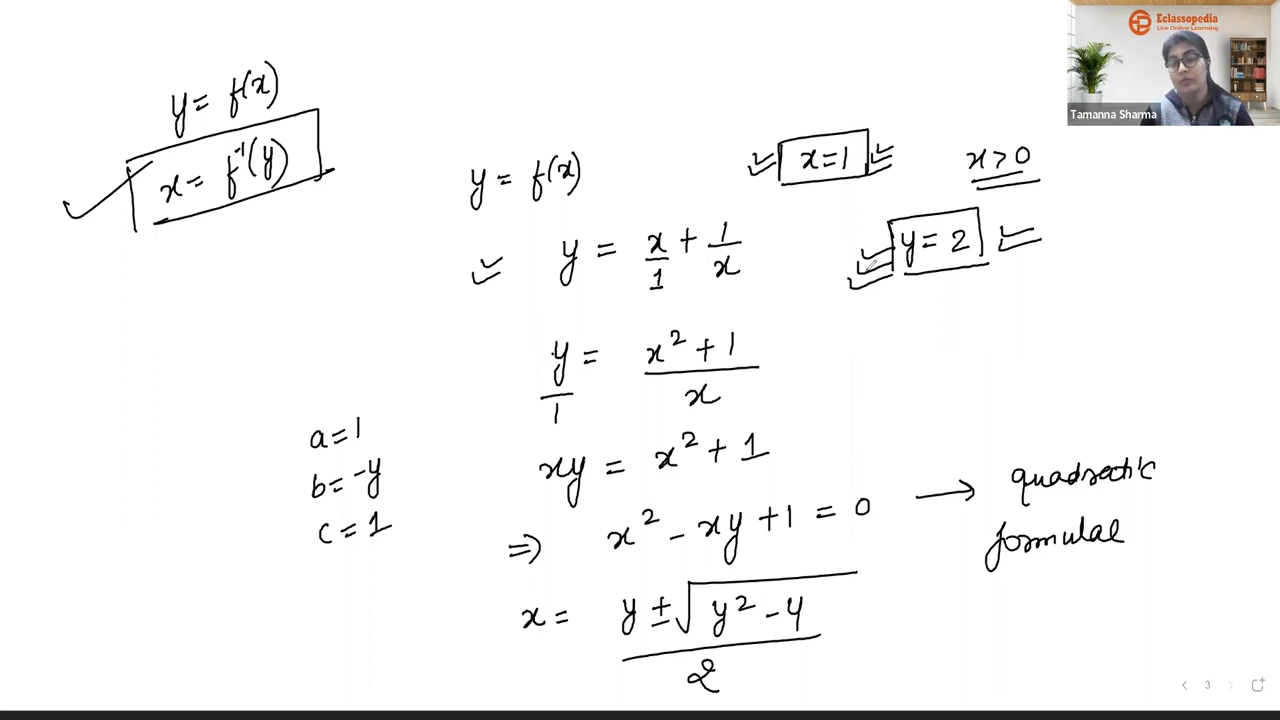 Eclassopedia
Live Online Learning
Tamanna Sharma
y = f(x)
x = f⁻¹(y)
y = f(x)
x=1
x>0
y = x/1 + 1/x
y = 2
y/1 = (x² + 1)/x
a = 1
b = -y
c = 1
xy = x² + 1
⇒ x² - xy + 1 = 0 → quadratic
formulae
x = (y ± √(y² - 4))/2
3